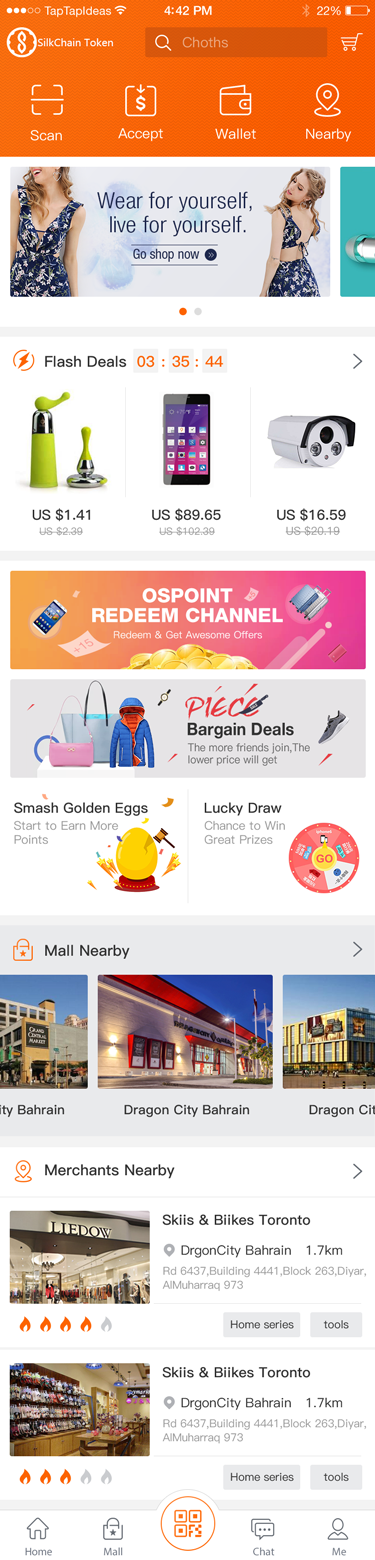 TapTapIdeas 4:42 PM 22%
SilkChain Token Choths
Scan Accept Wallet Nearby
Wear for yourself,
live for yourself.
Go shop now
Flash Deals 03 : 35 : 44
US $1.41 US $89.65 US $16.59
US $2.39 US $102.39 US $20.19
OSPOINT
REDEEM CHANNEL
Redeem & Get Awesome Offers
+15
PIECE
Bargain Deals
The more friends join,The
lower price will get
Smash Golden Eggs
Start to Earn More
Points
Lucky Draw
Chance to Win
Great Prizes
GO
Mall Nearby
GRAND
CENTRAL
MARKET
ity Bahrain Dragon City Bahrain Dragon Ci
Merchants Nearby
LIEDOW
Skiis & Biikes Toronto
DrgonCity Bahrain 1.7km
Rd 6437,Building 4441,Block 263,Diyar,
AlMuharraq 973
Home series tools
Skiis & Biikes Toronto
DrgonCity Bahrain 1.7km
Rd 6437,Building 4441,Block 263,Diyar,
AlMuharraq 973
Home series tools
Home Mall Chat Me